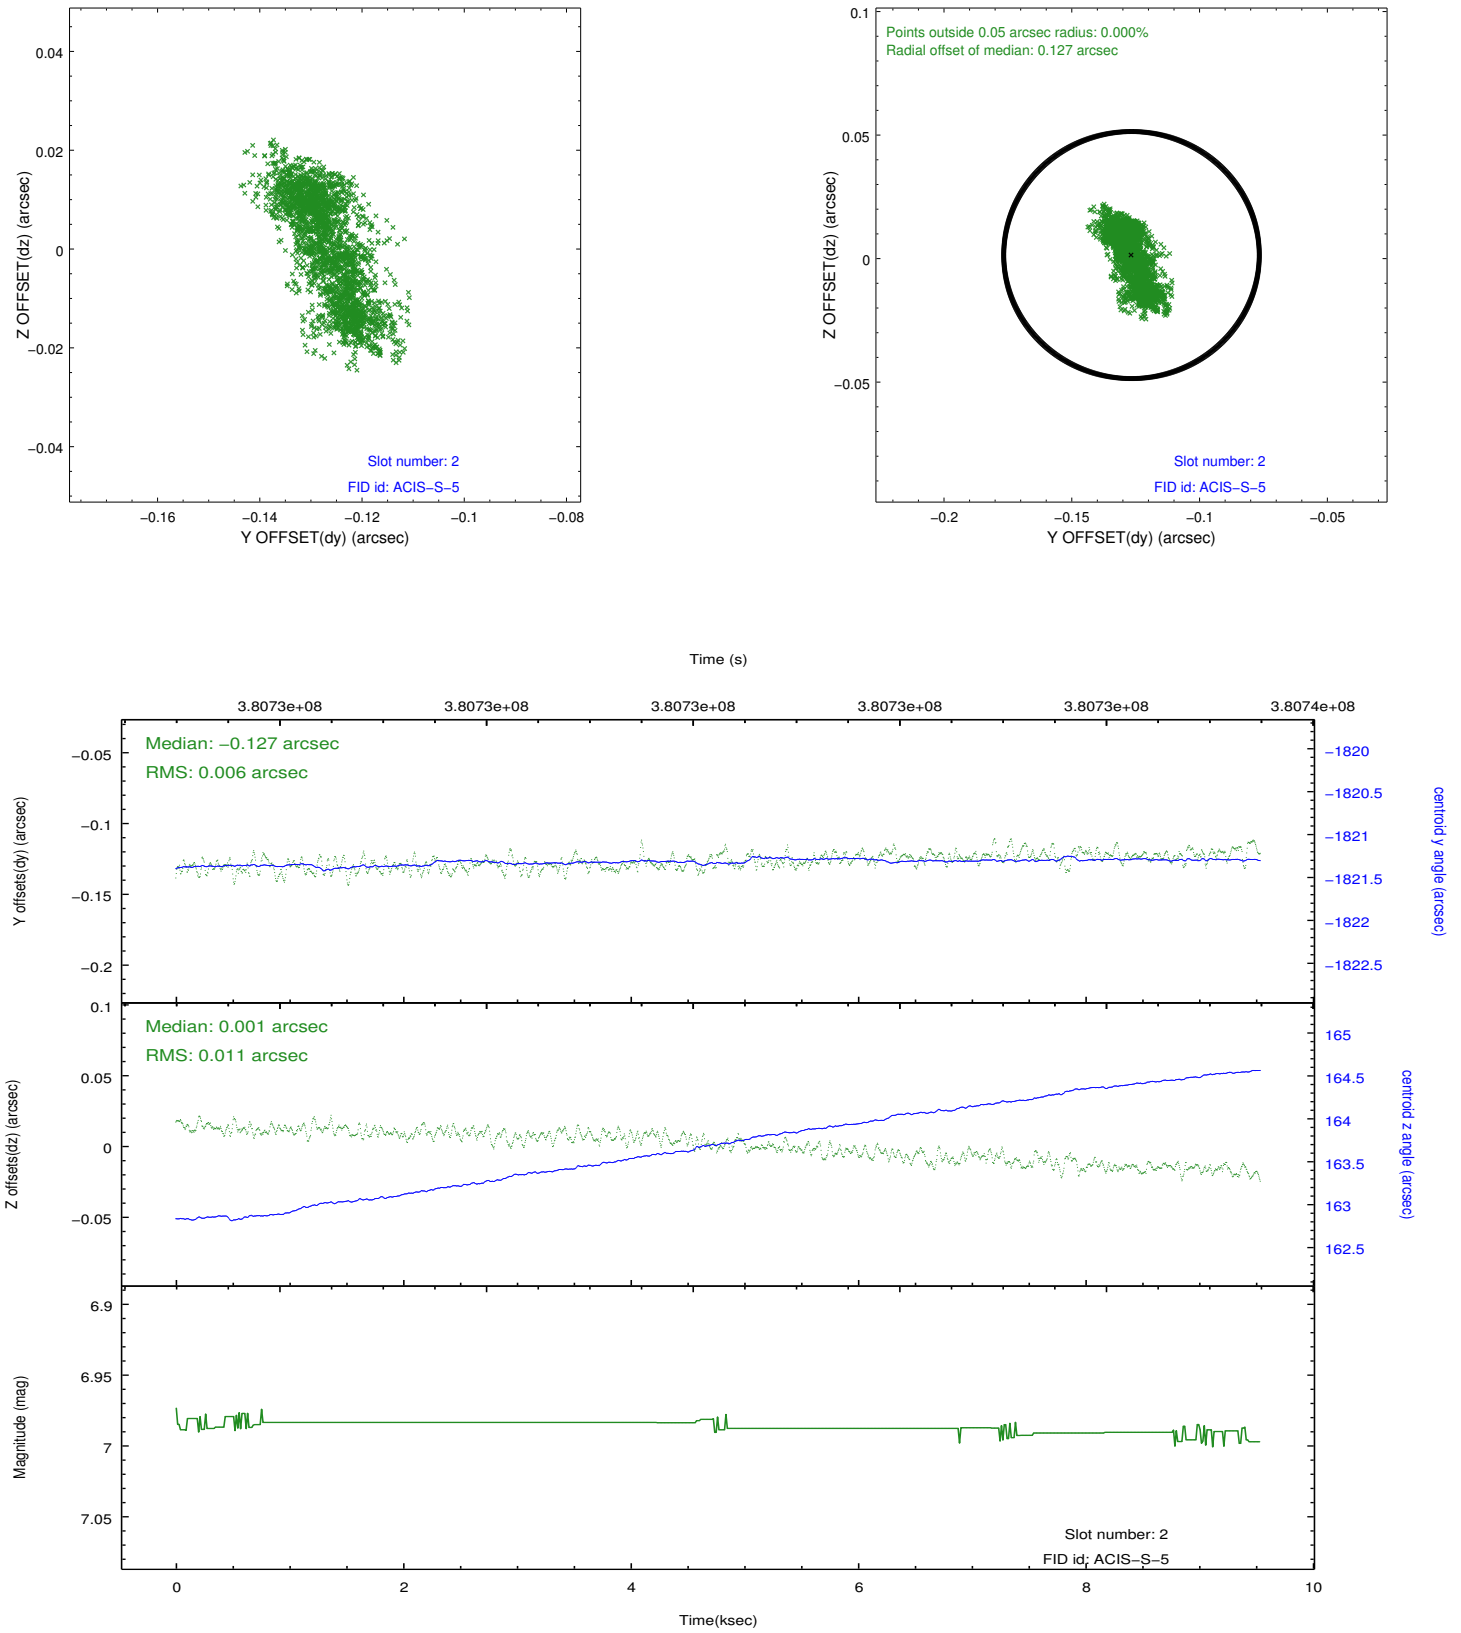 0.04
0.02
0
−0.02
−0.04
Z OFFSET(dz) (arcsec)
Slot number: 2
FID id: ACIS−S−5
−0.16
−0.14
−0.12
−0.1
−0.08
Y OFFSET(dy) (arcsec)
Points outside 0.05 arcsec radius: 0.000%
Radial offset of median: 0.127 arcsec
0.1
0.05
0
−0.05
Z OFFSET(dz) (arcsec)
Slot number: 2
FID id: ACIS−S−5
−0.2
−0.15
−0.1
−0.05
Y OFFSET(dy) (arcsec)
Time (s)
3.8073e+08
3.8073e+08
3.8073e+08
3.8073e+08
3.8073e+08
3.8074e+08
Median: −0.127 arcsec
RMS: 0.006 arcsec
−0.05
−0.1
−0.15
−0.2
Y offsets(dy) (arcsec)
−1820
−1820.5
−1821
−1821.5
−1822
−1822.5
centroid y angle (arcsec)
Median: 0.001 arcsec
RMS: 0.011 arcsec
0.1
0.05
0
−0.05
Z offsets(dz) (arcsec)
165
164.5
164
163.5
163
162.5
centroid z angle (arcsec)
6.9
6.95
7
7.05
Magnitude (mag)
Slot number: 2
FID id: ACIS−S−5
0
2
4
6
8
10
Time(ksec)